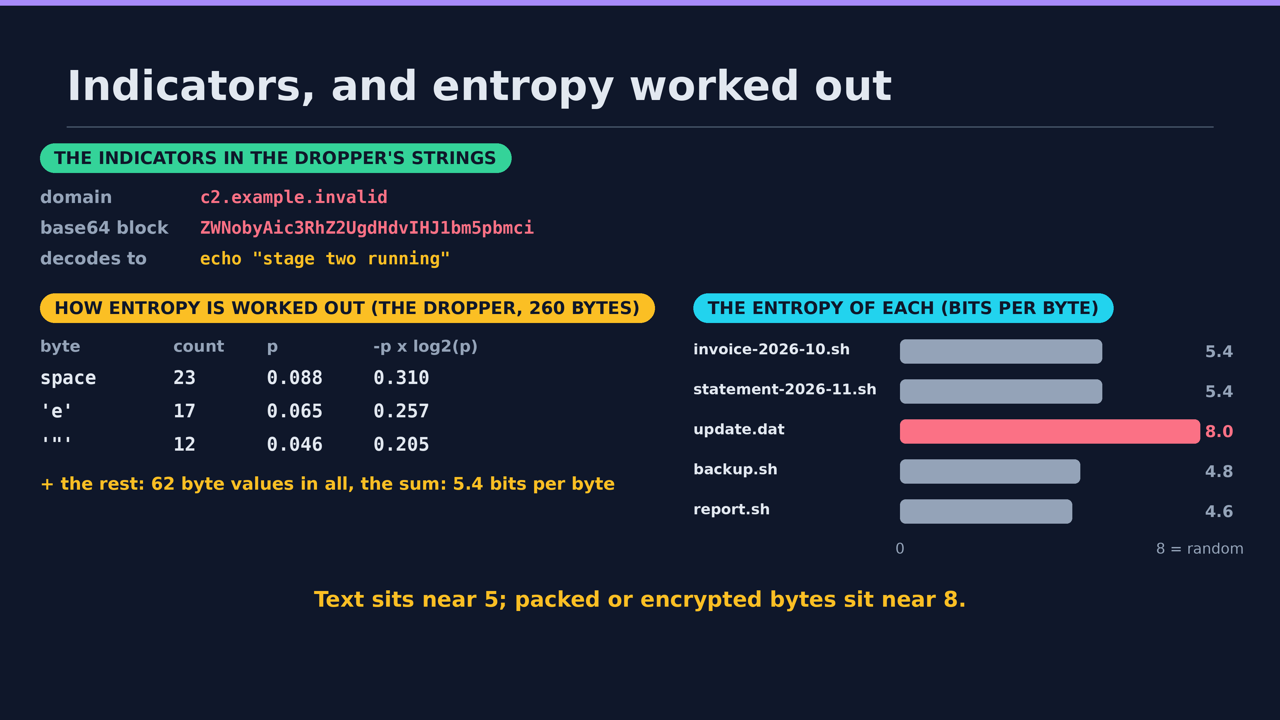 Indicators, and entropy worked out
THE INDICATORS IN THE DROPPER'S STRINGS
domain c2.example.invalid
base64 block ZWNobyAic3RhZ2UgdHdvIHJ1bm5pbmci
decodes to echo "stage two running"
HOW ENTROPY IS WORKED OUT (THE DROPPER, 260 BYTES)
byte count p -p x log2(p)
space 23 0.088 0.310
'e' 17 0.065 0.257
'"' 12 0.046 0.205
+ the rest: 62 byte values in all, the sum: 5.4 bits per byte
THE ENTROPY OF EACH (BITS PER BYTE)
invoice-2026-10.sh 5.4
statement-2026-11.sh 5.4
update.dat 8.0
backup.sh 4.8
report.sh 4.6
0 8 = random
Text sits near 5; packed or encrypted bytes sit near 8.